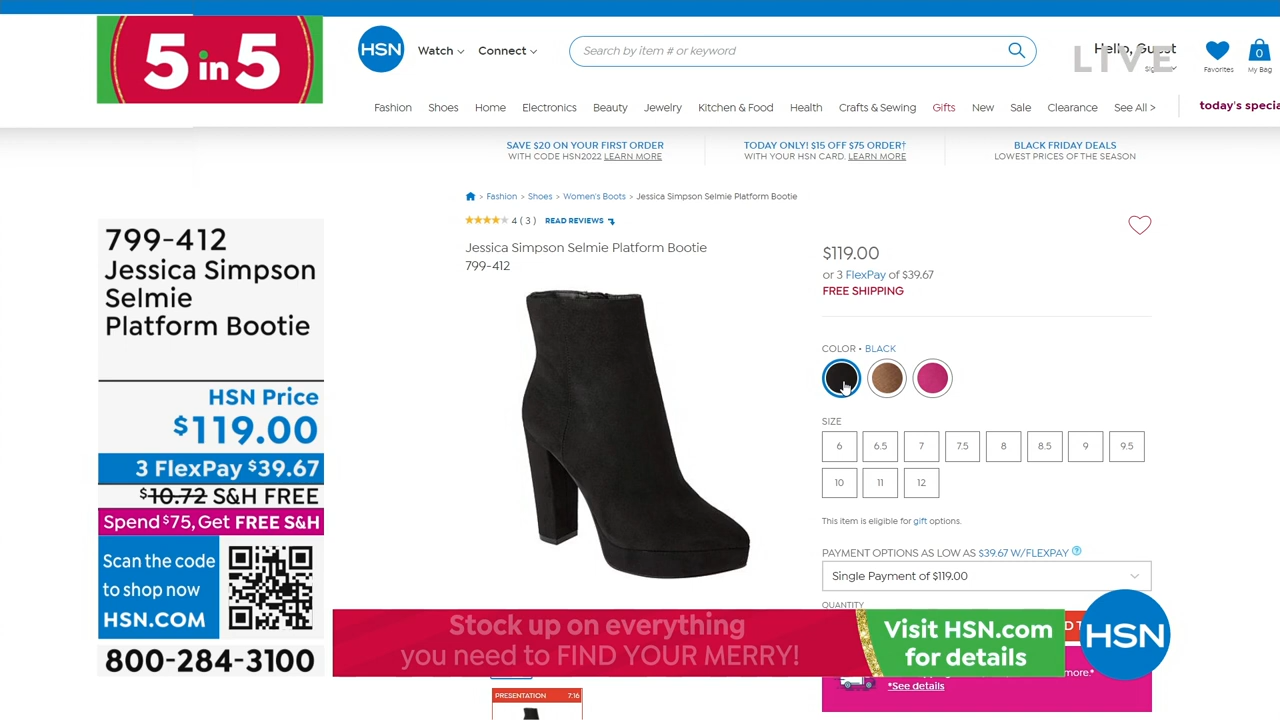 5 in 5
HSN
Watch
Connect
Search by item # or keyword
Hello, Guest
LIVE
Favorites
0
My Bag
Fashion
Shoes
Home
Electronics
Beauty
Jewelry
Kitchen & Food
Health
Crafts & Sewing
Gifts
New
Sale
Clearance
See All >
today's specia
SAVE $20 ON YOUR FIRST ORDER
WITH CODE HSN2022 LEARN MORE
TODAY ONLY! $15 OFF $75 ORDER†
WITH YOUR HSN CARD. LEARN MORE
BLACK FRIDAY DEALS
LOWEST PRICES OF THE SEASON
> Fashion > Shoes > Women's Boots > Jessica Simpson Selmie Platform Bootie
4 ( 3 ) READ REVIEWS
Jessica Simpson Selmie Platform Bootie
799-412
$119.00
or 3 FlexPay of $39.67
FREE SHIPPING
COLOR • BLACK
SIZE
6 6.5 7 7.5 8 8.5 9 9.5
10 11 12
This item is eligible for gift options.
PAYMENT OPTIONS AS LOW AS $39.67 W/FLEXPAY ?
Single Payment of $119.00
QUANTITY
more.*
*See details
PRESENTATION 7:16
799-412
Jessica Simpson
Selmie
Platform Bootie
HSN Price
$119.00
3 FlexPay $39.67
$10.72 S&H FREE
Spend $75, Get FREE S&H
Scan the code
to shop now
HSN.COM
800-284-3100
Stock up on everything
you need to FIND YOUR MERRY!
Visit HSN.com
for details
HSN